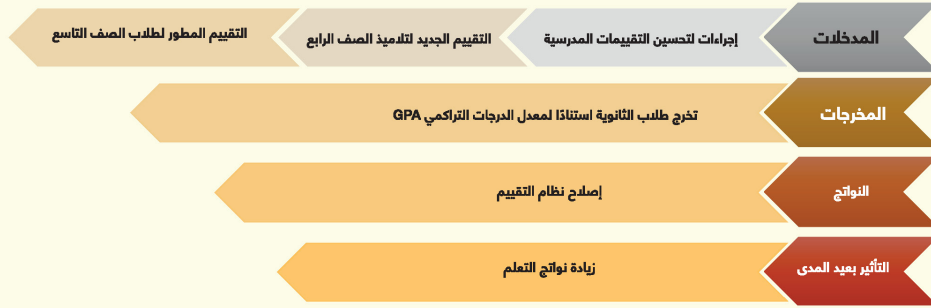 المدخلات
إجراءات لتحسين التقييمات المدرسية
التقييم الجديد لتلاميذ الصف الرابع
التقييم المطور لطلاب الصف التاسع
المخرجات
تخرج طلاب الثانوية استنادًا لمعدل الدرجات التراكمي GPA
النواتج
إصلاح نظام التقييم
التأثير بعيد المدى
زيادة نواتج التعلم